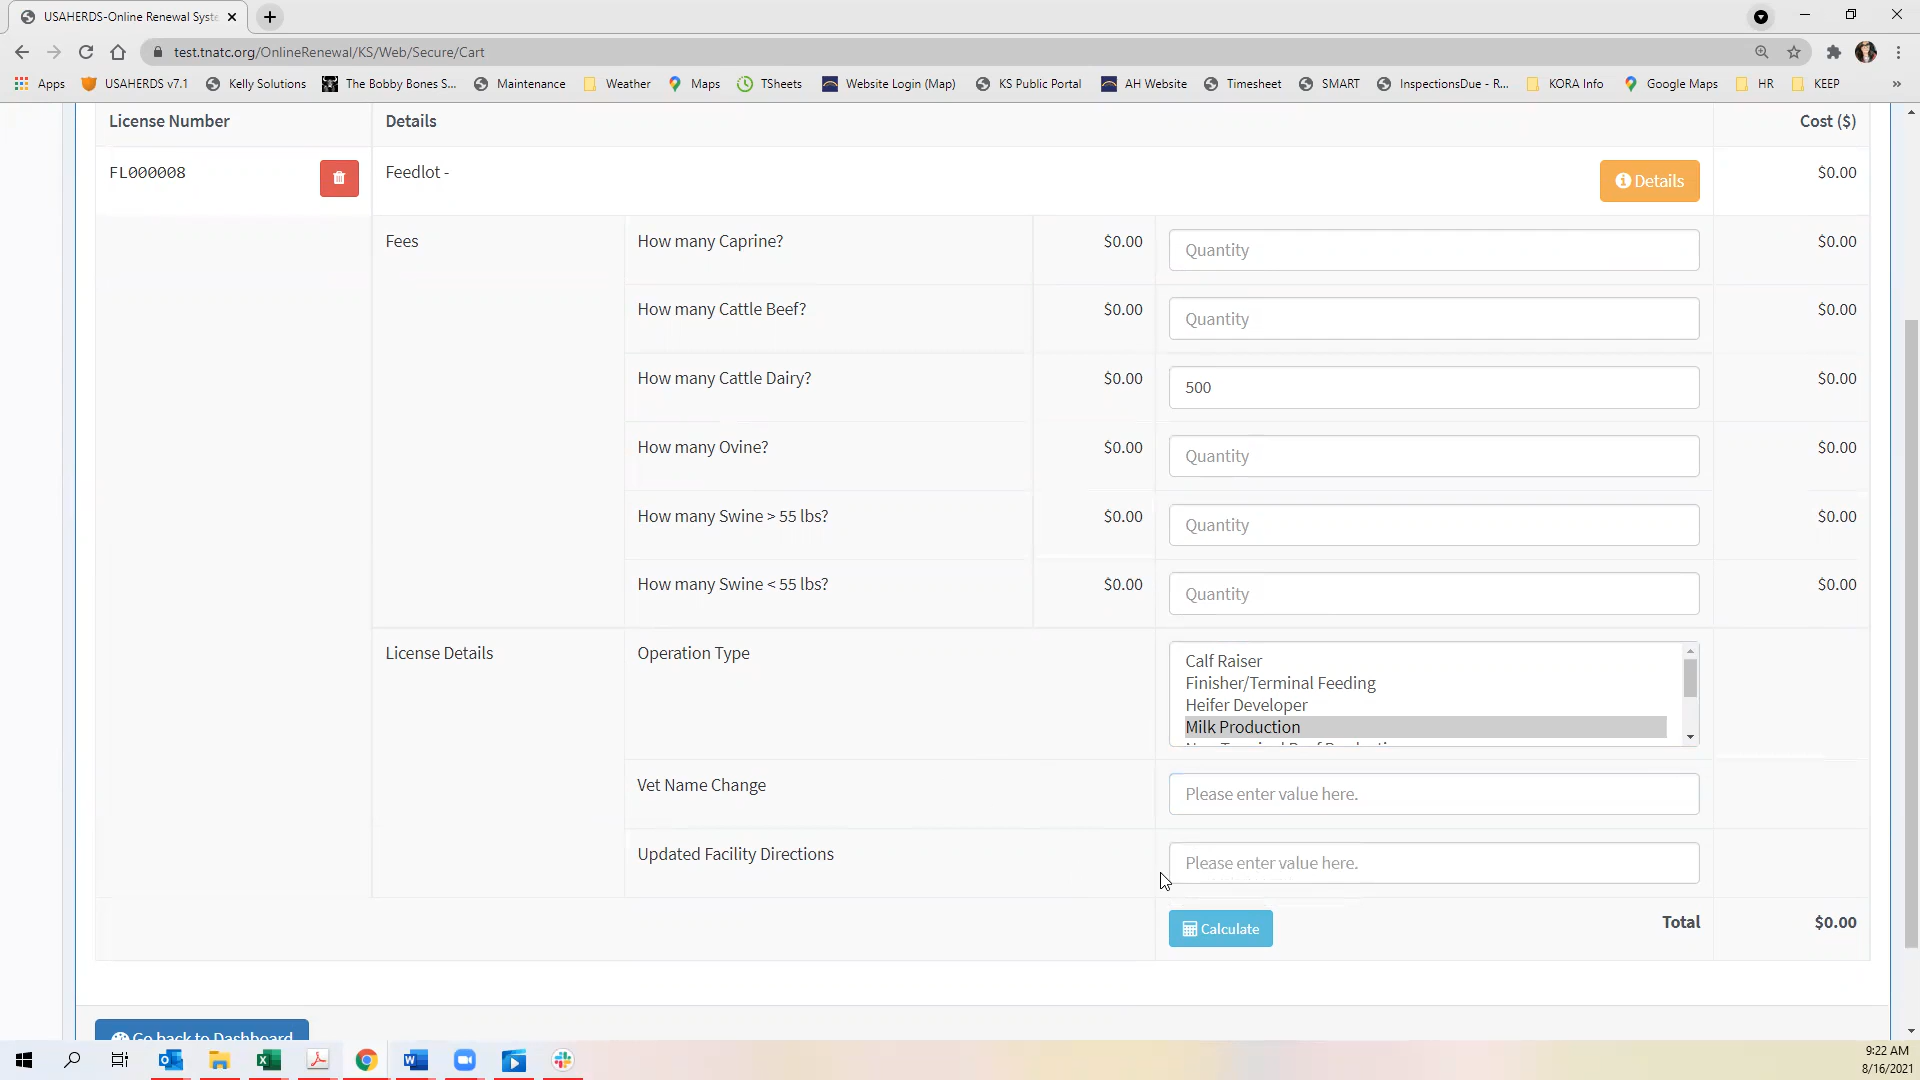 USAHERDS-Online Renewal Syst
test.tnatc.org/OnlineRenewal/KS/Web/Secure/Cart
Apps USAHERDS v7.1 Kelly Solutions The Bobby Bones S... Maintenance Weather Maps TSheets Website Login (Map) KS Public Portal AH Website Timesheet SMART InspectionsDue - R... KORA Info Google Maps HR KEEP »
License Number Details Cost ($)
FL000008 Feedlot - Details $0.00
Fees How many Caprine? $0.00 Quantity $0.00
How many Cattle Beef? $0.00 Quantity $0.00
How many Cattle Dairy? $0.00 500 $0.00
How many Ovine? $0.00 Quantity $0.00
How many Swine > 55 lbs? $0.00 Quantity $0.00
How many Swine < 55 lbs? $0.00 Quantity $0.00
License Details Operation Type Calf Raiser
Finisher/Terminal Feeding
Heifer Developer
Milk Production
Vet Name Change Please enter value here.
Updated Facility Directions Please enter value here.
Calculate Total $0.00
Go back to Dashboard
9:22 AM
8/16/2021